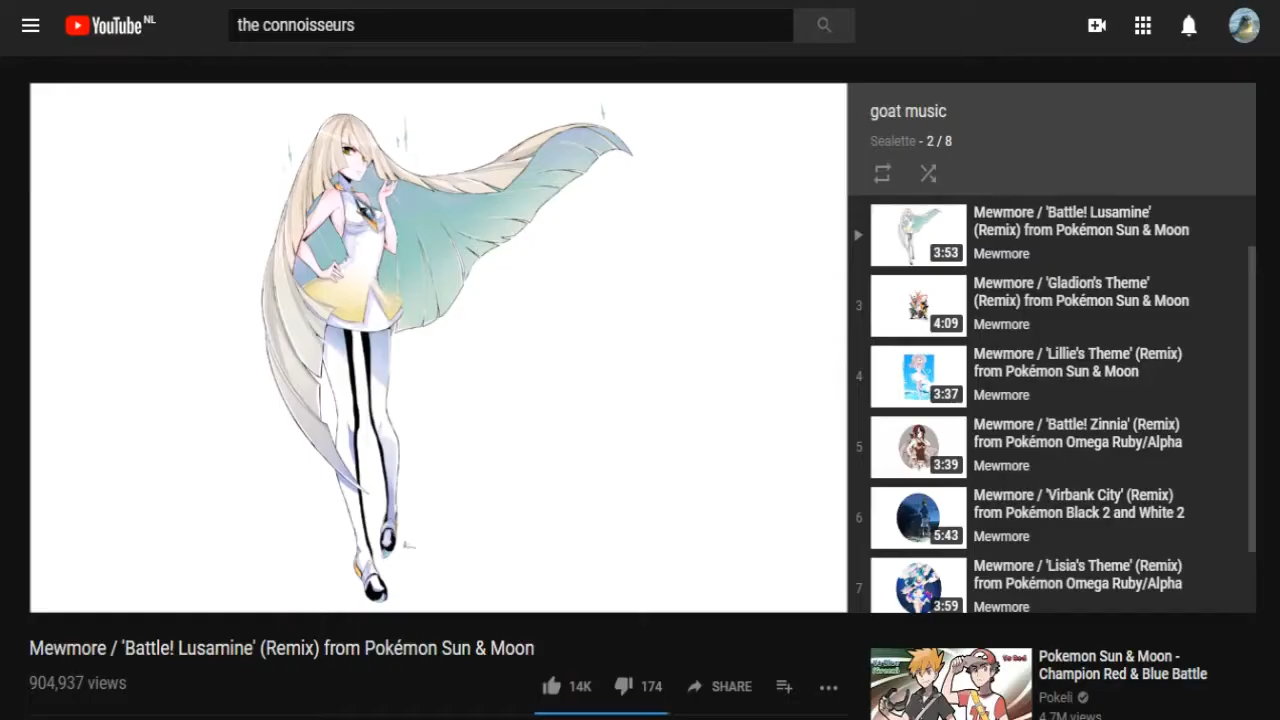 YouTube NL
the connoisseurs
goat music
Sealette - 2 / 8
Mewmore / 'Battle! Lusamine'
(Remix) from Pokémon Sun & Moon
Mewmore
3:53
3
Mewmore / 'Gladion's Theme'
(Remix) from Pokémon Sun & Moon
Mewmore
4:09
4
Mewmore / 'Lillie's Theme' (Remix)
from Pokémon Sun & Moon
Mewmore
3:37
5
Mewmore / 'Battle! Zinnia' (Remix)
from Pokémon Omega Ruby/Alpha
Mewmore
3:39
6
Mewmore / 'Virbank City' (Remix)
from Pokémon Black 2 and White 2
Mewmore
5:43
7
Mewmore / 'Lisia's Theme' (Remix)
from Pokémon Omega Ruby/Alpha
Mewmore
3:59
Mewmore / 'Battle! Lusamine' (Remix) from Pokémon Sun & Moon
904,937 views
14K
174
SHARE
Pokemon Sun & Moon -
Champion Red & Blue Battle
Pokeli
4.7M views